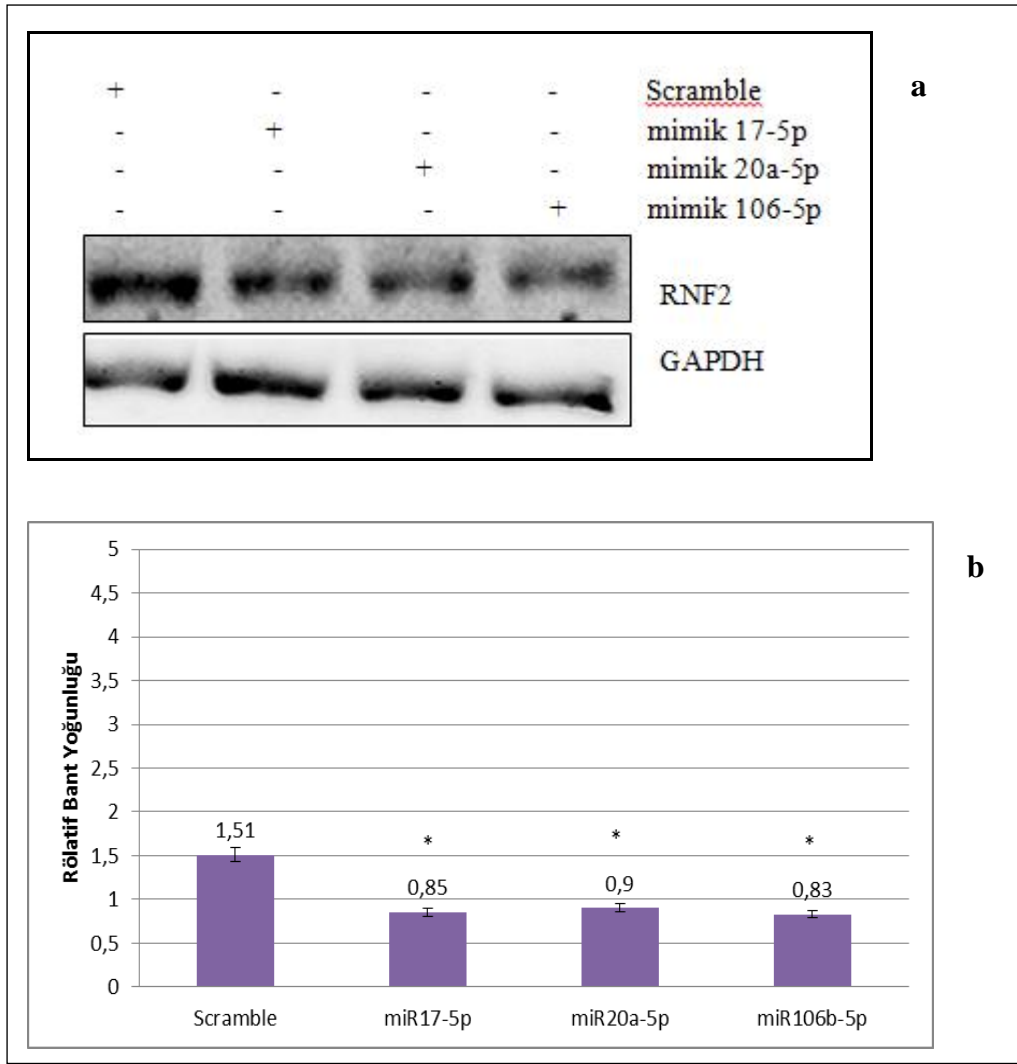 + - - - Scramble
a
- + - - mimik 17-5p
- - + - mimik 20a-5p
- - - + mimik 106-5p
RNF2
GAPDH
b
Rölatif Bant Yoğunluğu
5
4,5
4
3,5
3
2,5
2
1,5
1
0,5
0
1,51
*
0,85
*
0,9
*
0,83
Scramble miR17-5p miR20a-5p miR106b-5p